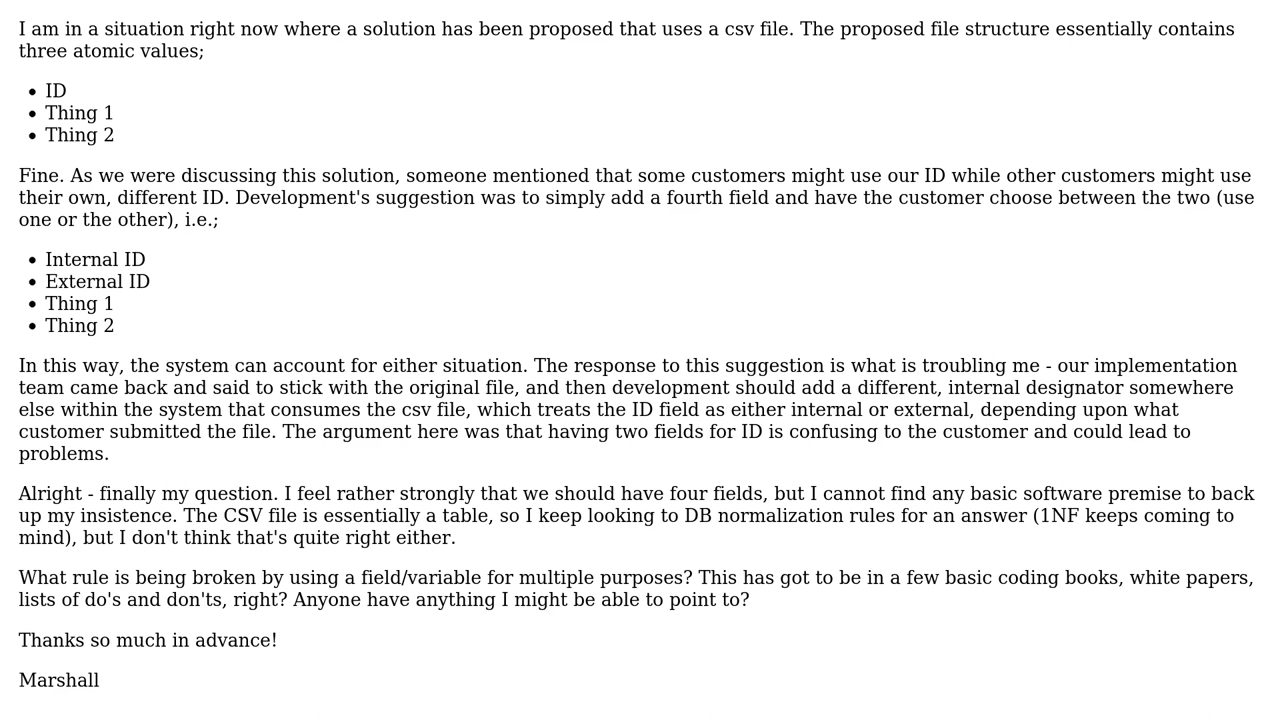 I am in a situation right now where a solution has been proposed that uses a csv file. The proposed file structure essentially contains
three atomic values;
• ID
• Thing 1
• Thing 2
Fine. As we were discussing this solution, someone mentioned that some customers might use our ID while other customers might use
their own, different ID. Development's suggestion was to simply add a fourth field and have the customer choose between the two (use
one or the other), i.e.;
• Internal ID
• External ID
• Thing 1
• Thing 2
In this way, the system can account for either situation. The response to this suggestion is what is troubling me - our implementation
team came back and said to stick with the original file, and then development should add a different, internal designator somewhere
else within the system that consumes the csv file, which treats the ID field as either internal or external, depending upon what
customer submitted the file. The argument here was that having two fields for ID is confusing to the customer and could lead to
problems.
Alright - finally my question. I feel rather strongly that we should have four fields, but I cannot find any basic software premise to back
up my insistence. The CSV file is essentially a table, so I keep looking to DB normalization rules for an answer (1NF keeps coming to
mind), but I don't think that's quite right either.
What rule is being broken by using a field/variable for multiple purposes? This has got to be in a few basic coding books, white papers,
lists of do's and don'ts, right? Anyone have anything I might be able to point to?
Thanks so much in advance!
Marshall